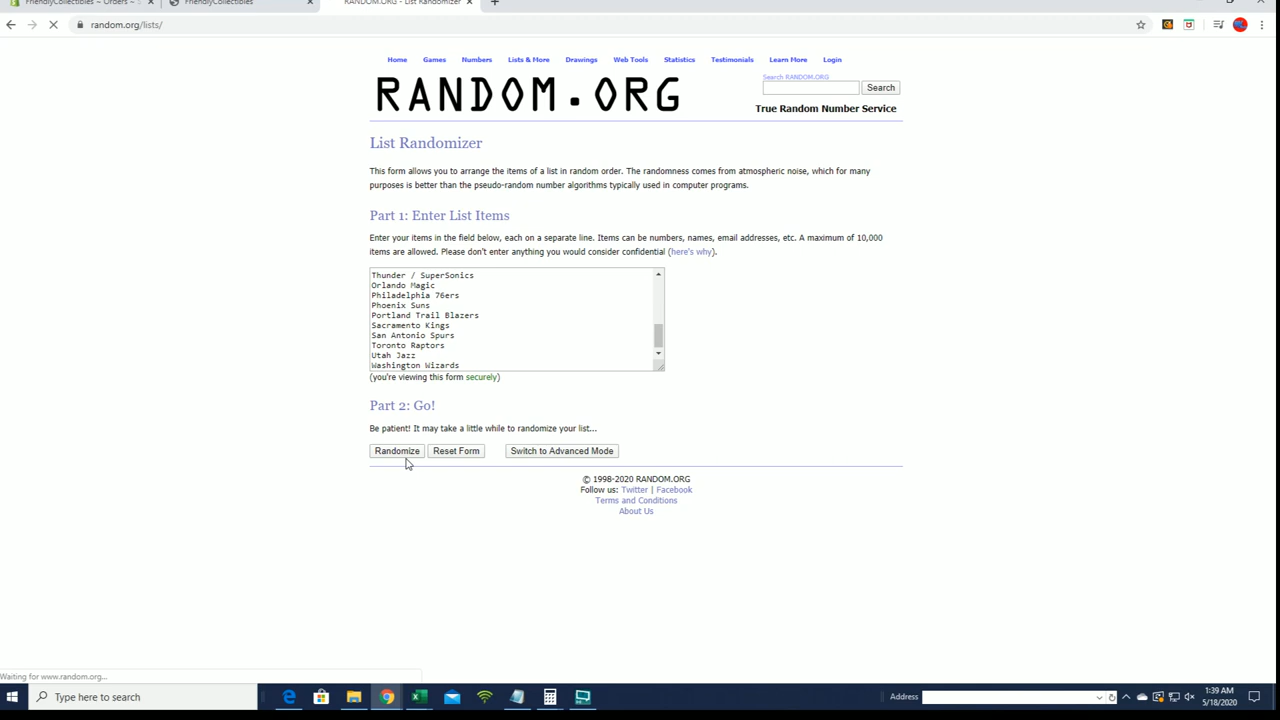 FriendlyCollectibles ~ Orders ~
FriendlyCollectibles
RANDOM.ORG - List Randomizer
random.org/lists/
Home Games Numbers Lists & More Drawings Web Tools Statistics Testimonials Learn More Login
RANDOM.ORG
Search RANDOM.ORG
Search
True Random Number Service
List Randomizer
This form allows you to arrange the items of a list in random order. The randomness comes from atmospheric noise, which for many
purposes is better than the pseudo-random number algorithms typically used in computer programs.
Part 1: Enter List Items
Enter your items in the field below, each on a separate line. Items can be numbers, names, email addresses, etc. A maximum of 10,000
items are allowed. Please don't enter anything you would consider confidential (here's why).
Thunder / SuperSonics
Orlando Magic
Philadelphia 76ers
Phoenix Suns
Portland Trail Blazers
Sacramento Kings
San Antonio Spurs
Toronto Raptors
Utah Jazz
Washington Wizards
(you're viewing this form securely)
Part 2: Go!
Be patient! It may take a little while to randomize your list...
Randomize Reset Form Switch to Advanced Mode
© 1998-2020 RANDOM.ORG
Follow us: Twitter | Facebook
Terms and Conditions
About Us
Waiting for www.random.org...
Type here to search
Address
1:39 AM
5/18/2020